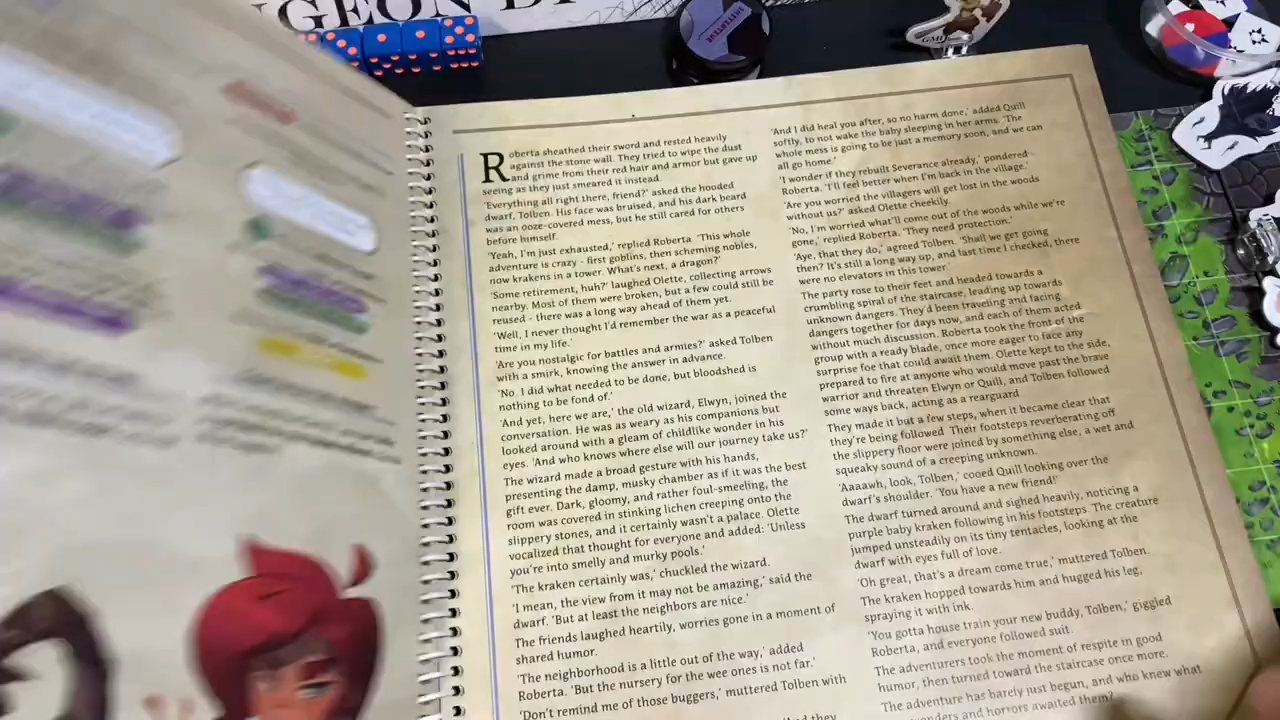 Roberta sheathed their sword and rested heavily
against the stone wall. They tried to wipe the dust
and grime from their red hair and armor but gave up
seeing as they just smeared it instead.
'Everything all right there, friend?' asked the hooded
dwarf, Tolben. His face was bruised, and his dark beard
was an ooze-covered mess, but he still cared for others
before himself.
'Yeah, I'm just exhausted,' replied Roberta. 'This whole
adventure is crazy - first goblins, then scheming nobles,
now krakens in a tower. What's next, a dragon?'
'Some retirement, huh?' laughed Olette, collecting arrows
nearby. Most of them were broken, but a few could still be
reused - there was a long way ahead of them yet.
'Well, I never thought I'd remember the war as a peaceful
time in my life.'
'Are you nostalgic for battles and armies?' asked Tolben
with a smirk, knowing the answer in advance.
'No. I did what needed to be done, but bloodshed is
nothing to be fond of.'
'And yet, here we are,' the old wizard, Elwyn, joined the
conversation. He was as weary as his companions but
looked around with a gleam of childlike wonder in his
eyes. 'And who knows where else will our journey take us?'
The wizard made a broad gesture with his hands,
presenting the damp, musky chamber as if it was the best
gift ever. Dark, gloomy, and rather foul-smeeling, the
room was covered in stinking lichen creeping onto the
slippery stones, and it certainly wasn't a palace. Olette
vocalized that thought for everyone and added: 'Unless
you're into smelly and murky pools.'
'The kraken certainly was,' chuckled the wizard.
'I mean, the view from it may not be amazing,' said the
dwarf. 'But at least the neighbors are nice.'
The friends laughed heartily, worries gone in a moment of
shared humor.
'The neighborhood is a little out of the way,' added
Roberta. 'But the nursery for the wee ones is not far.'
'Don't remind me of those buggers,' muttered Tolben with
'And I did heal you after, so no harm done,' added Quill
softly, to not wake the baby sleeping in her arms. 'The
whole mess is going to be just a memory soon, and we can
all go home.'
'I wonder if they rebuilt Severance already,' pondered
Roberta. 'I'll feel better when I'm back in the village.'
'Are you worried the villagers will get lost in the woods
without us?' asked Olette cheekily.
'No, I'm worried what'll come out of the woods while we're
gone,' replied Roberta. 'They need protection.'
'Aye, that they do,' agreed Tolben. 'Shall we get going
then? It's still a long way up, and last time I checked, there
were no elevators in this tower.'
The party rose to their feet and headed towards a
crumbling spiral of the staircase, leading up towards
unknown dangers. They'd been traveling and facing
dangers together for days now, and each of them acted
without much discussion. Roberta took the front of the
group with a ready blade, once more eager to face any
surprise foe that could await them. Olette kept to the side,
prepared to fire at anyone who would move past the brave
warrior and threaten Elwyn or Quill, and Tolben followed
some ways back, acting as a rearguard
They made it but a few steps, when it became clear that
they're being followed. Their footsteps reverberating off
the slippery floor were joined by something else, a wet and
squeaky sound of a creeping unknown.
'Aaaawh, look, Tolben,' cooed Quill looking over the
dwarf's shoulder. 'You have a new friend!'
The dwarf turned around and sighed heavily, noticing a
purple baby kraken following in his footsteps. The creature
jumped unsteadily on its tiny tentacles, looking at the
dwarf with eyes full of love.
'Oh great, that's a dream come true,' muttered Tolben.
The kraken hopped towards him and hugged his leg,
spraying it with ink.
'You gotta house train your new buddy, Tolben,' giggled
Roberta, and everyone followed suit.
The adventurers took the moment of respite in good
humor, then turned toward the staircase once more.
The adventure has barely just begun, and who knew what
wonders and horrors awaited them?
INITIATIVE
GM